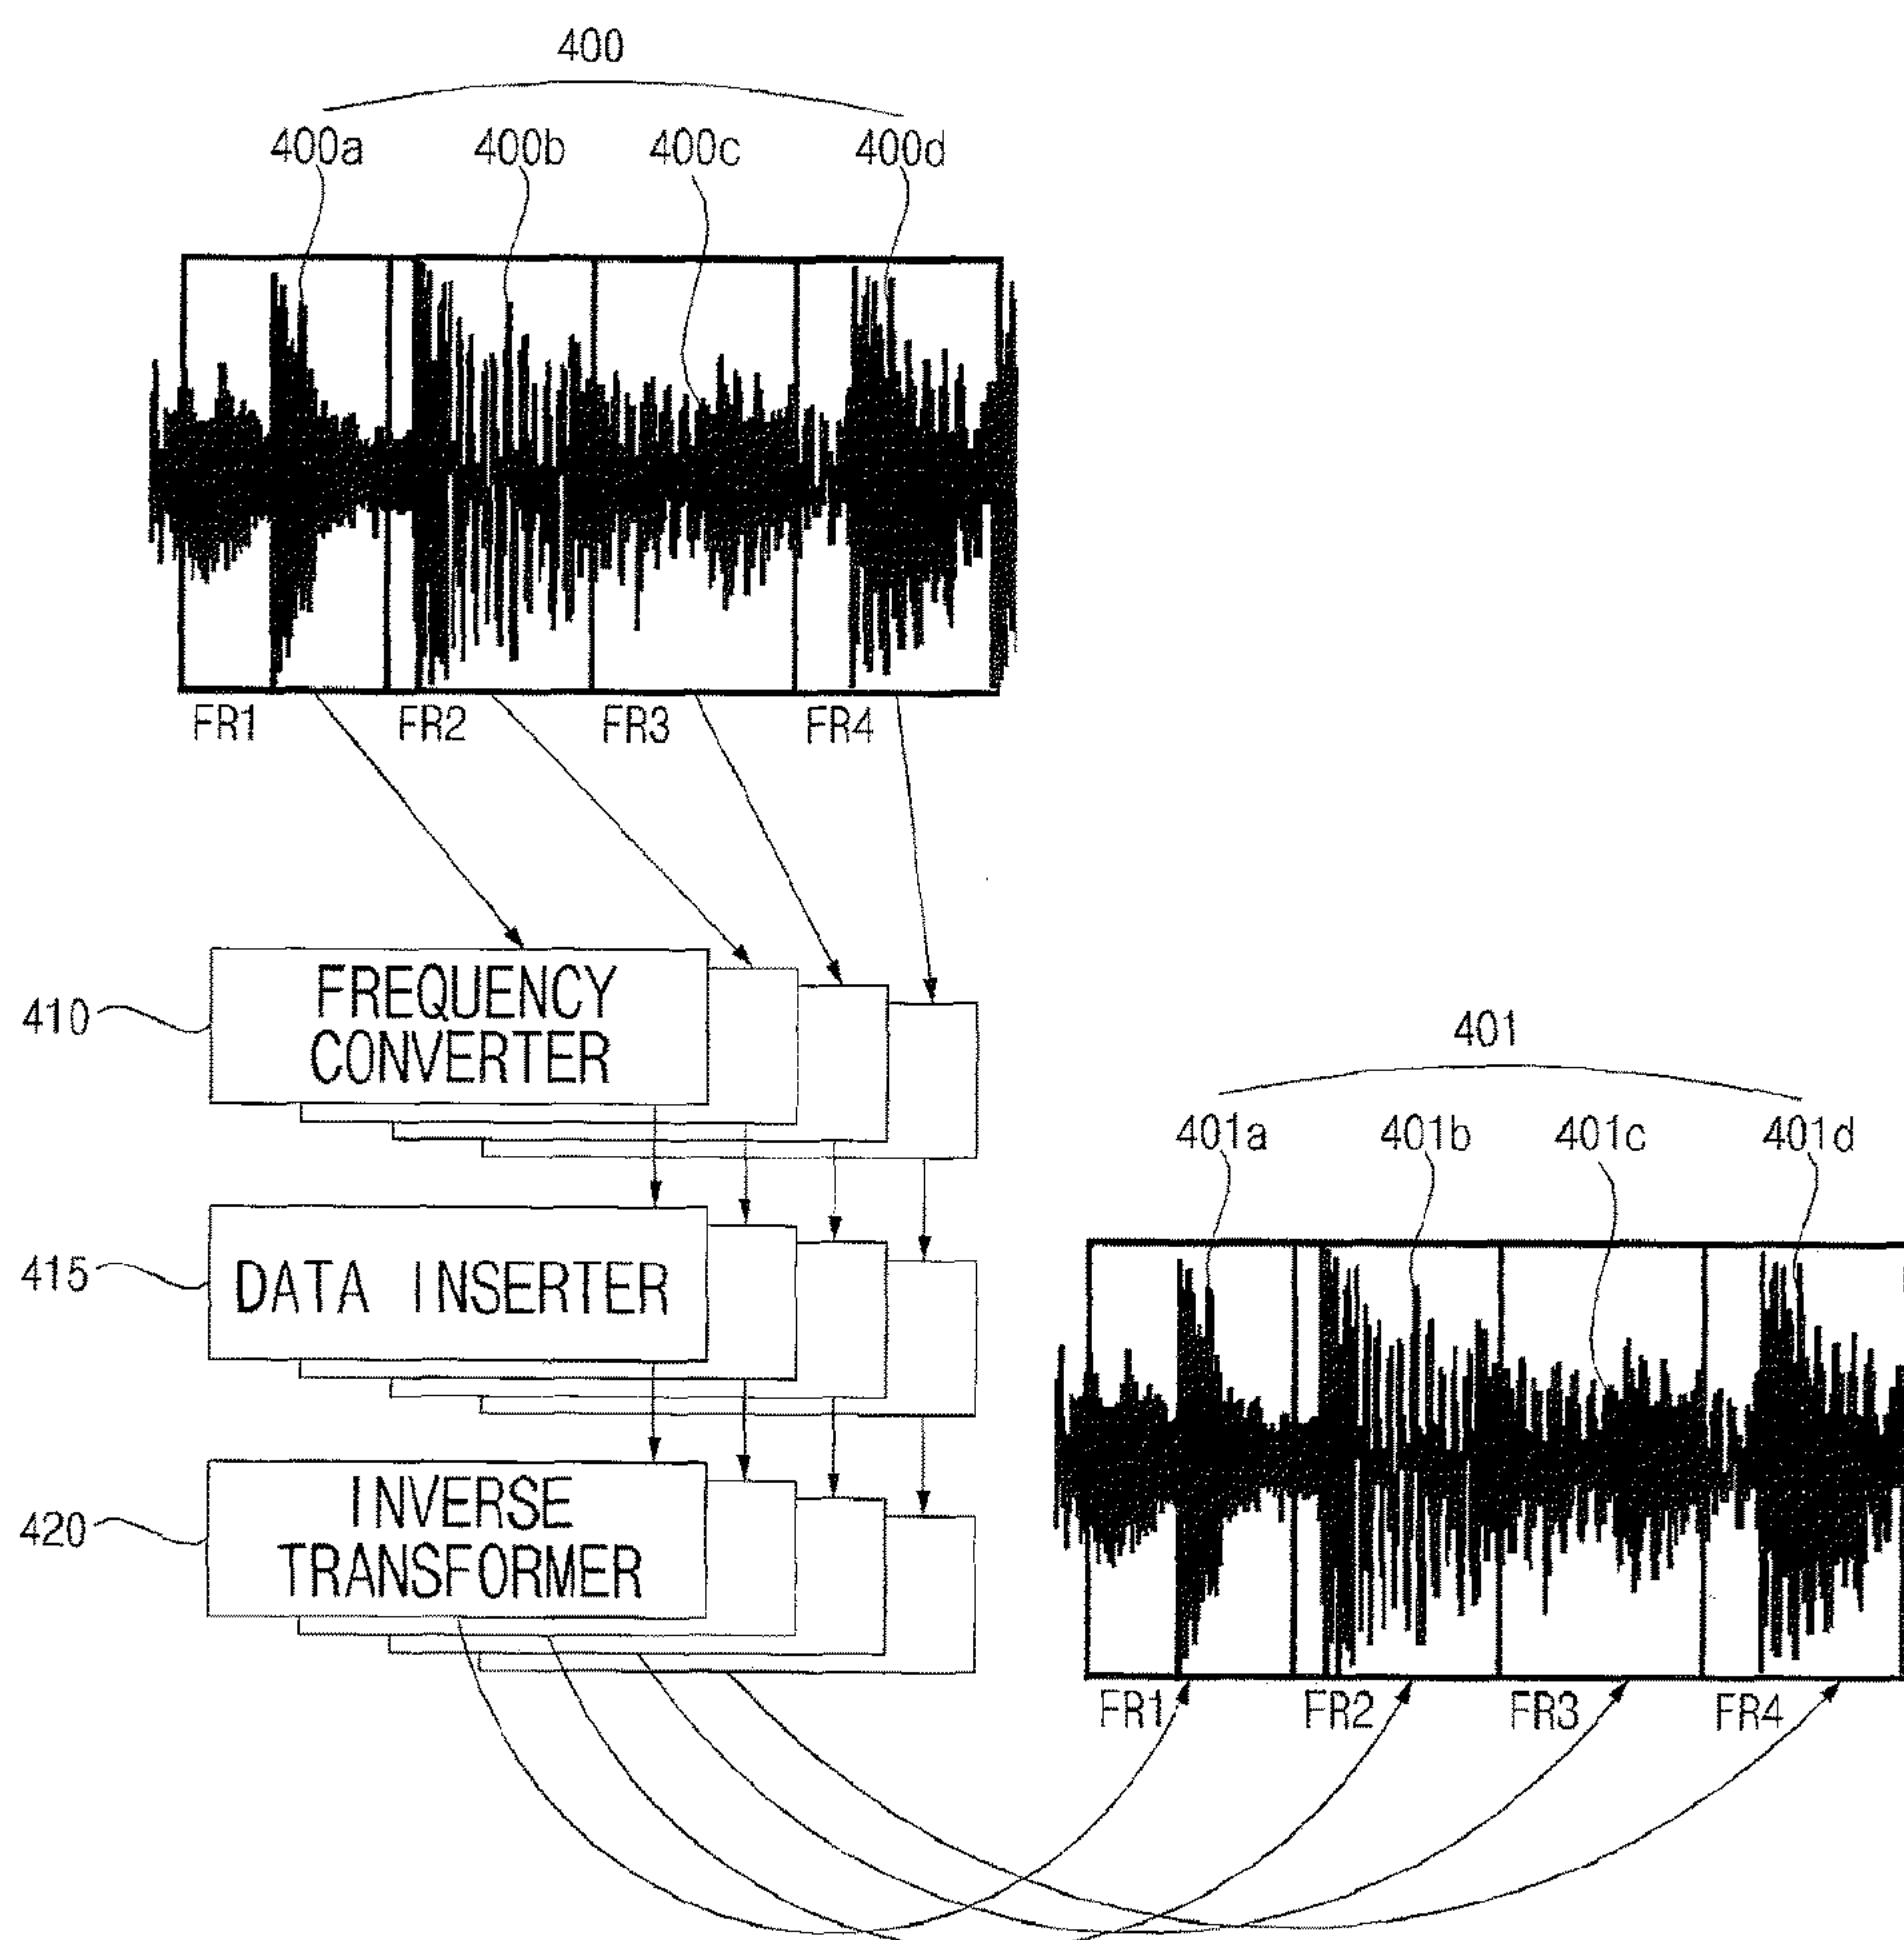 400
400a 400b 400c 400d
FR1 FR2 FR3 FR4
410
FREQUENCY
CONVERTER
415
DATA INSERTER
420
INVERSE
TRANSFORMER
401
401a 401b 401c 401d
FR1 FR2 FR3 FR4